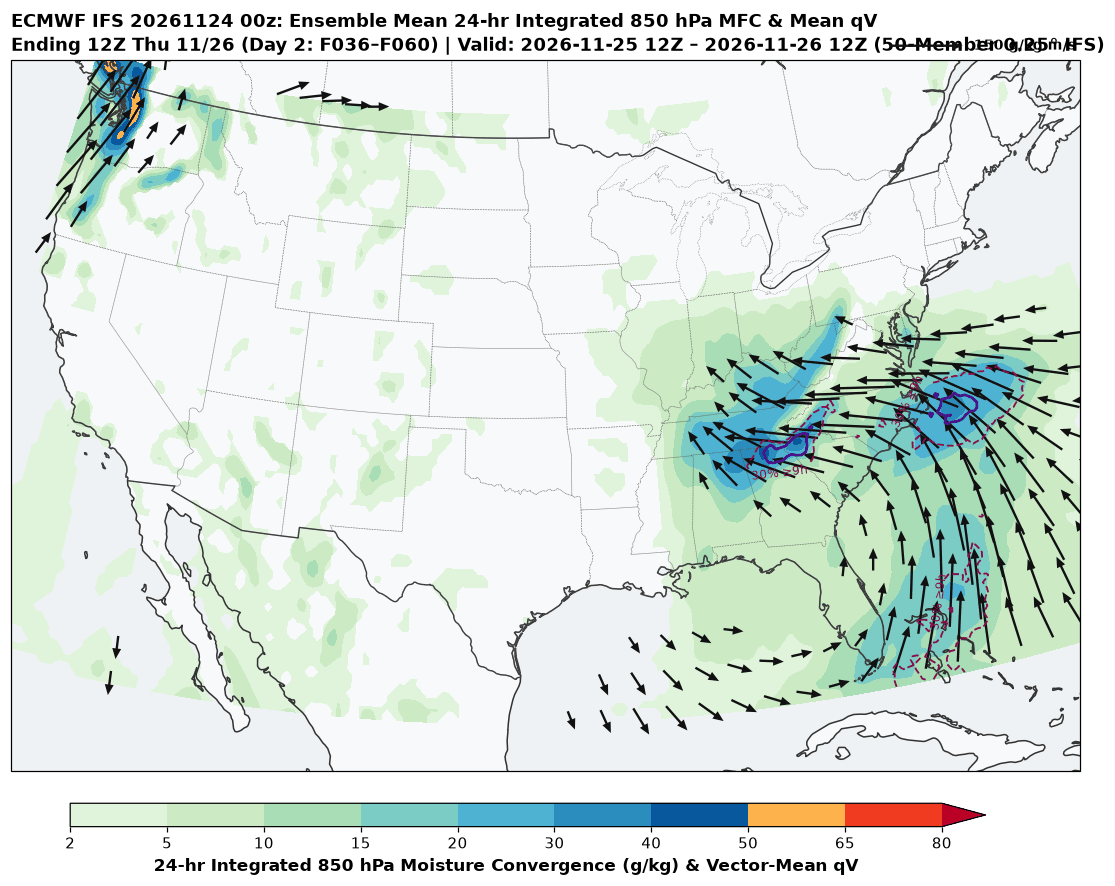 ECMWF IFS 20261124 00z: Ensemble Mean 24-hr Integrated 850 hPa MFC & Mean qV
Ending 12Z Thu 11/26 (Day 2: F036–F060) | Valid: 2026-11-25 12Z – 2026-11-26 12Z (50-Member 0.25° IFS)
30% >9h
2 5 10 15 20 30 40 50 65 80
24-hr Integrated 850 hPa Moisture Convergence (g/kg) & Vector-Mean qV